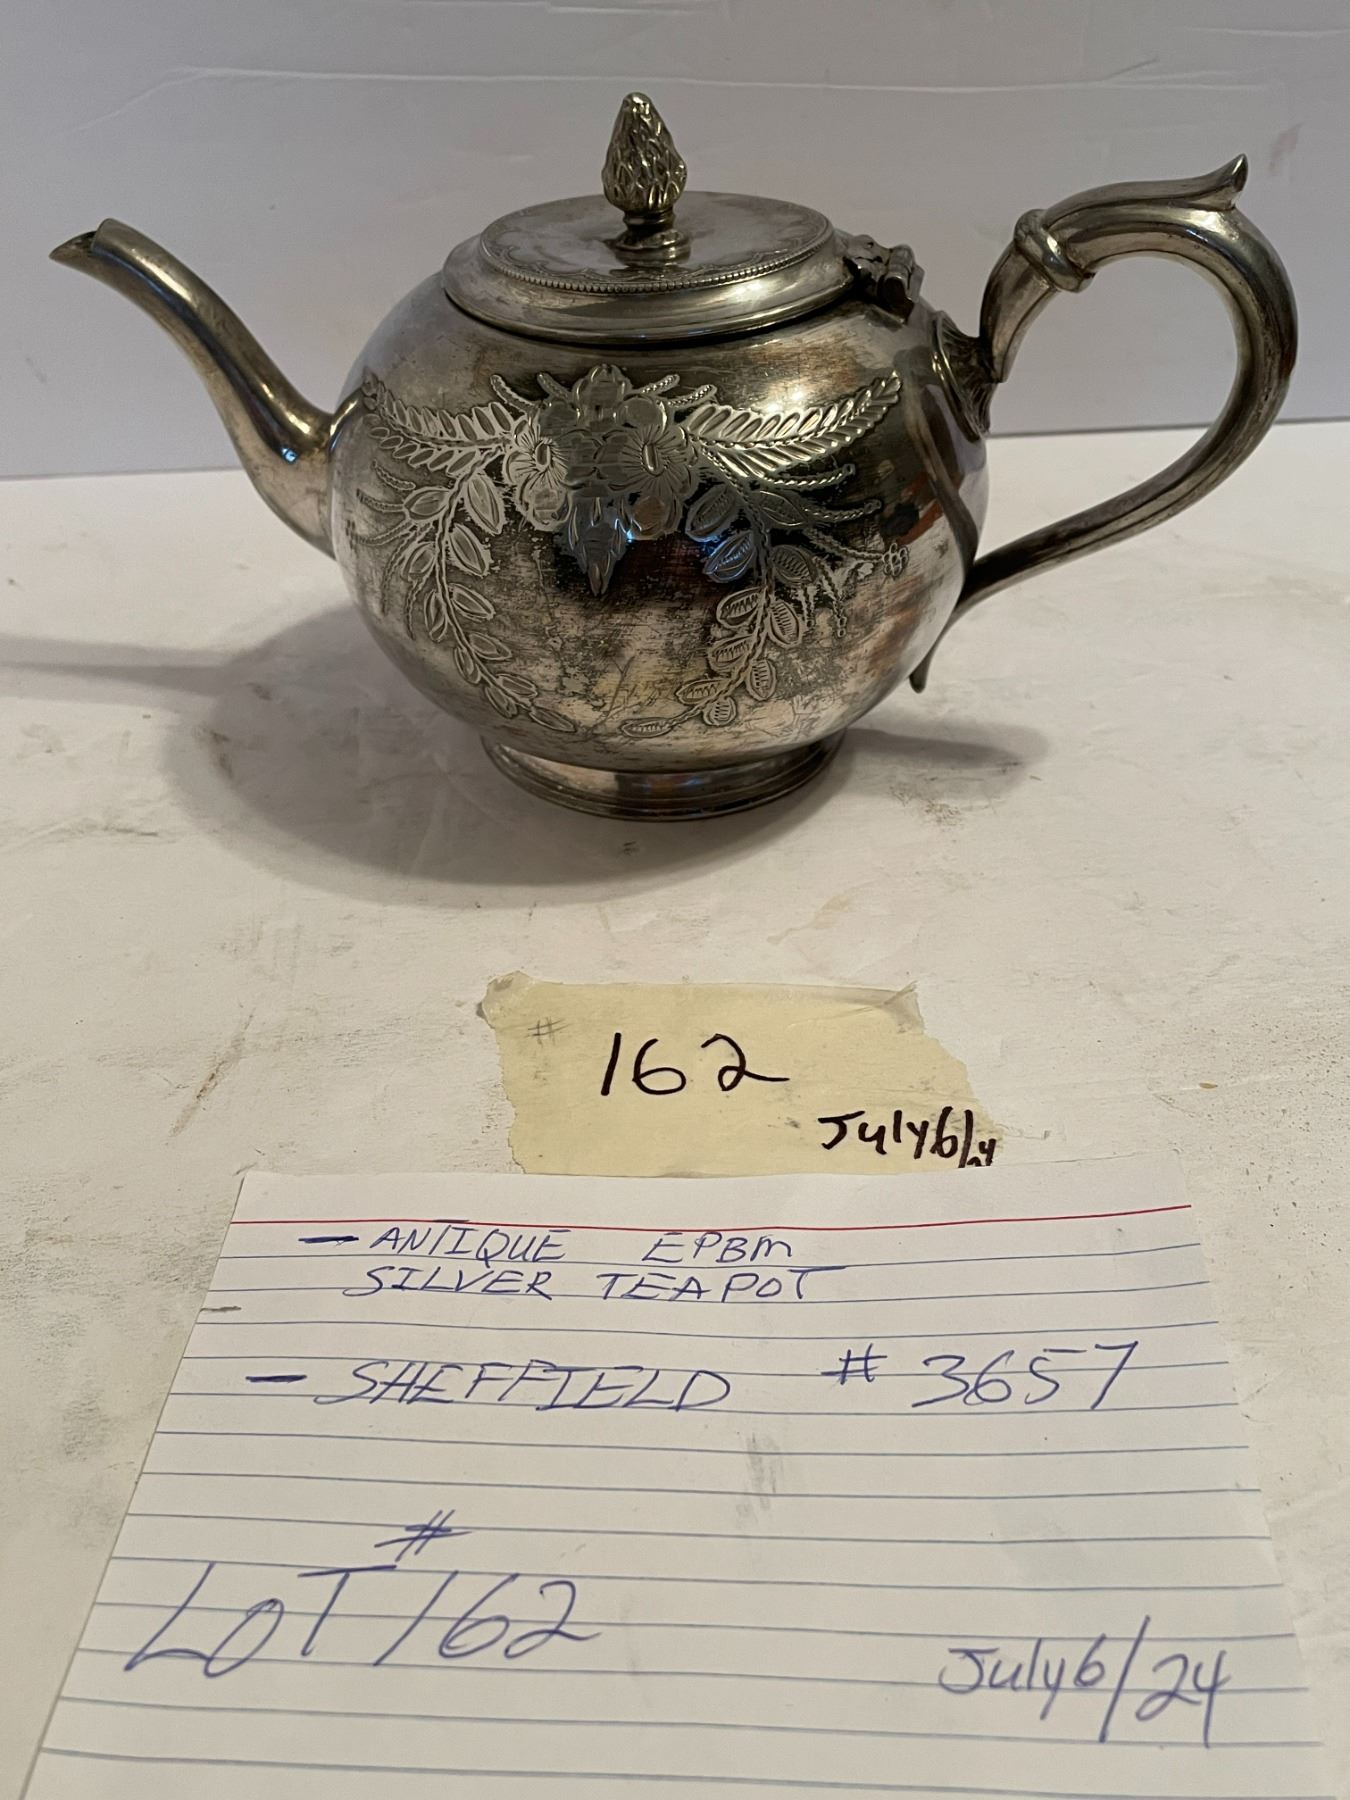 # 162
July 6/24
- ANTIQUE EPBM
SILVER TEAPOT
- SHEFFIELD # 3657
LOT # 162
July 6/24